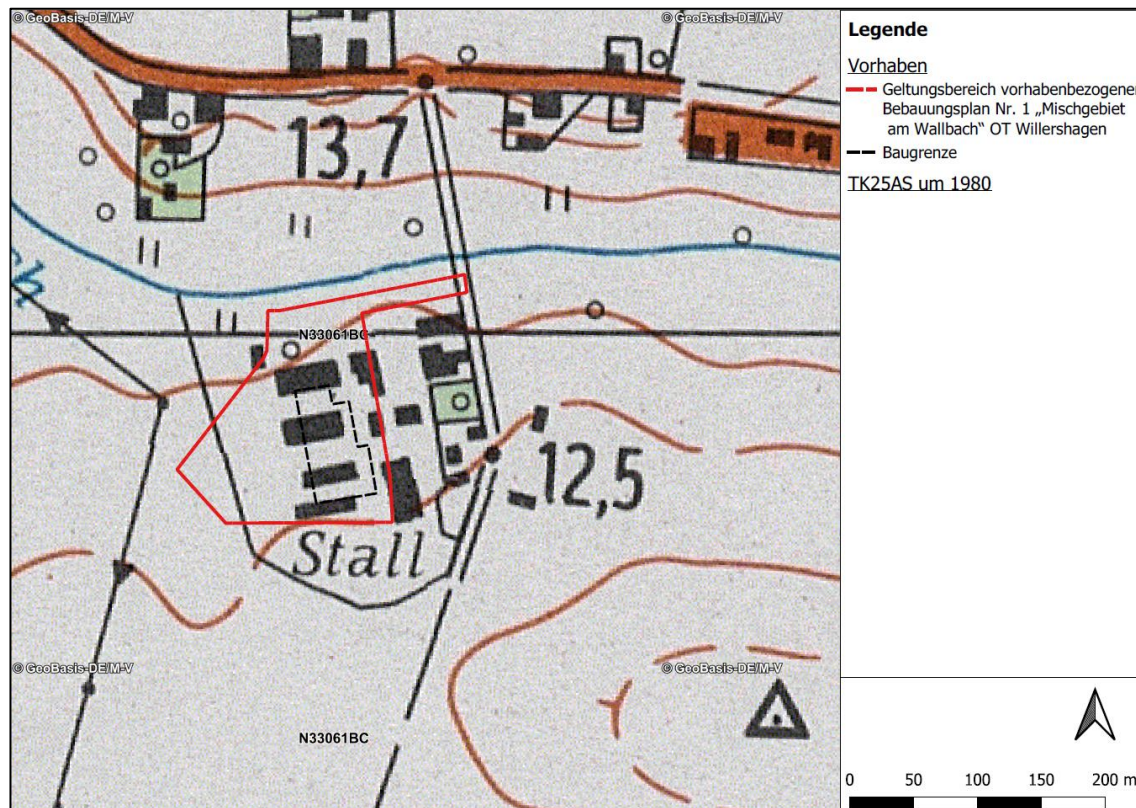 © GeoBasis-DE/M-V
© GeoBasis-DE/M-V
13,7
ch
N33061BC
12,5
Stall
© GeoBasis-DE/M-V
© GeoBasis-DE/M-V
N33061BC
Legende
Vorhaben
Geltungsbereich vorhabenbezogener
Bebauungsplan Nr. 1 „Mischgebiet
am Wallbach“ OT Willershagen
Baugrenze
TK25AS um 1980
0 50 100 150 200 m